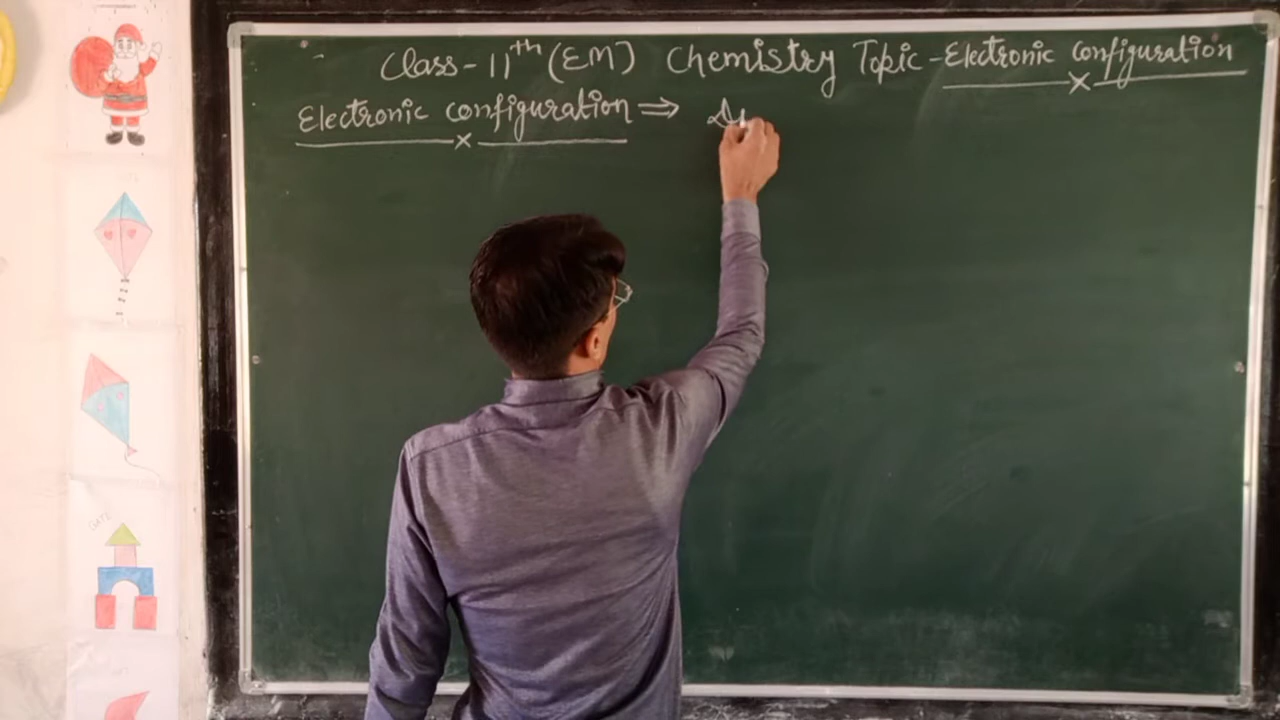 Class-11th (EM) Chemistry Topic-Electronic configuration
Electronic configuration ⇒